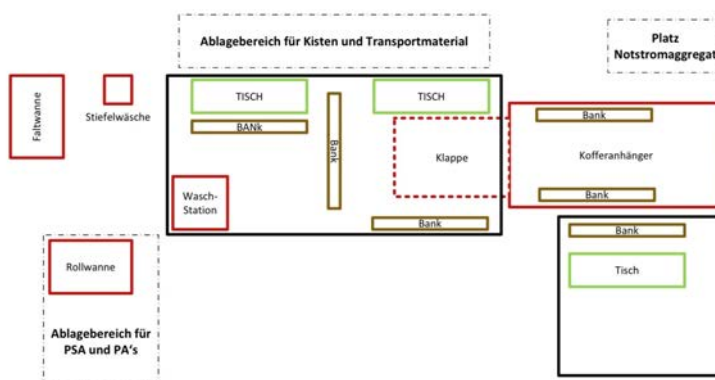 Ablagebereich für Kisten und Transportmaterial
Platz
Notstromaggregat
Faltwanne
Stiefelwäsche
TISCH
TISCH
BANk
Bank
Klappe
Bank
Kofferanhänger
Bank
Wasch-
Station
Bank
Rollwanne
Bank
Tisch
Ablagebereich für
PSA und PA's